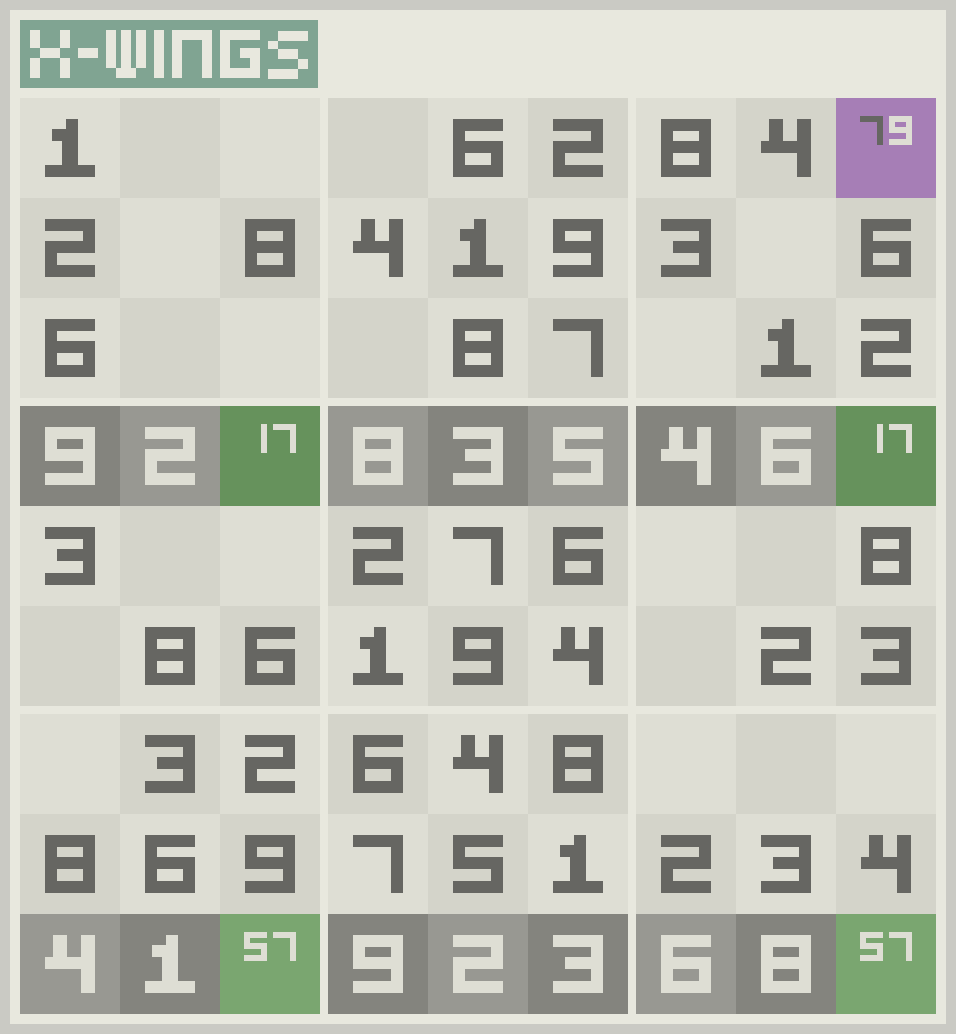 X-WINGS
1 6 2 8 4 79
2 8 4 1 9 3 6
6 8 7 1 2
9 2 17 8 3 5 4 6 17
3 2 7 6 8
8 6 1 9 4 2 3
3 2 6 4 8
8 6 9 7 5 1 2 3 4
4 1 57 9 2 3 6 8 57